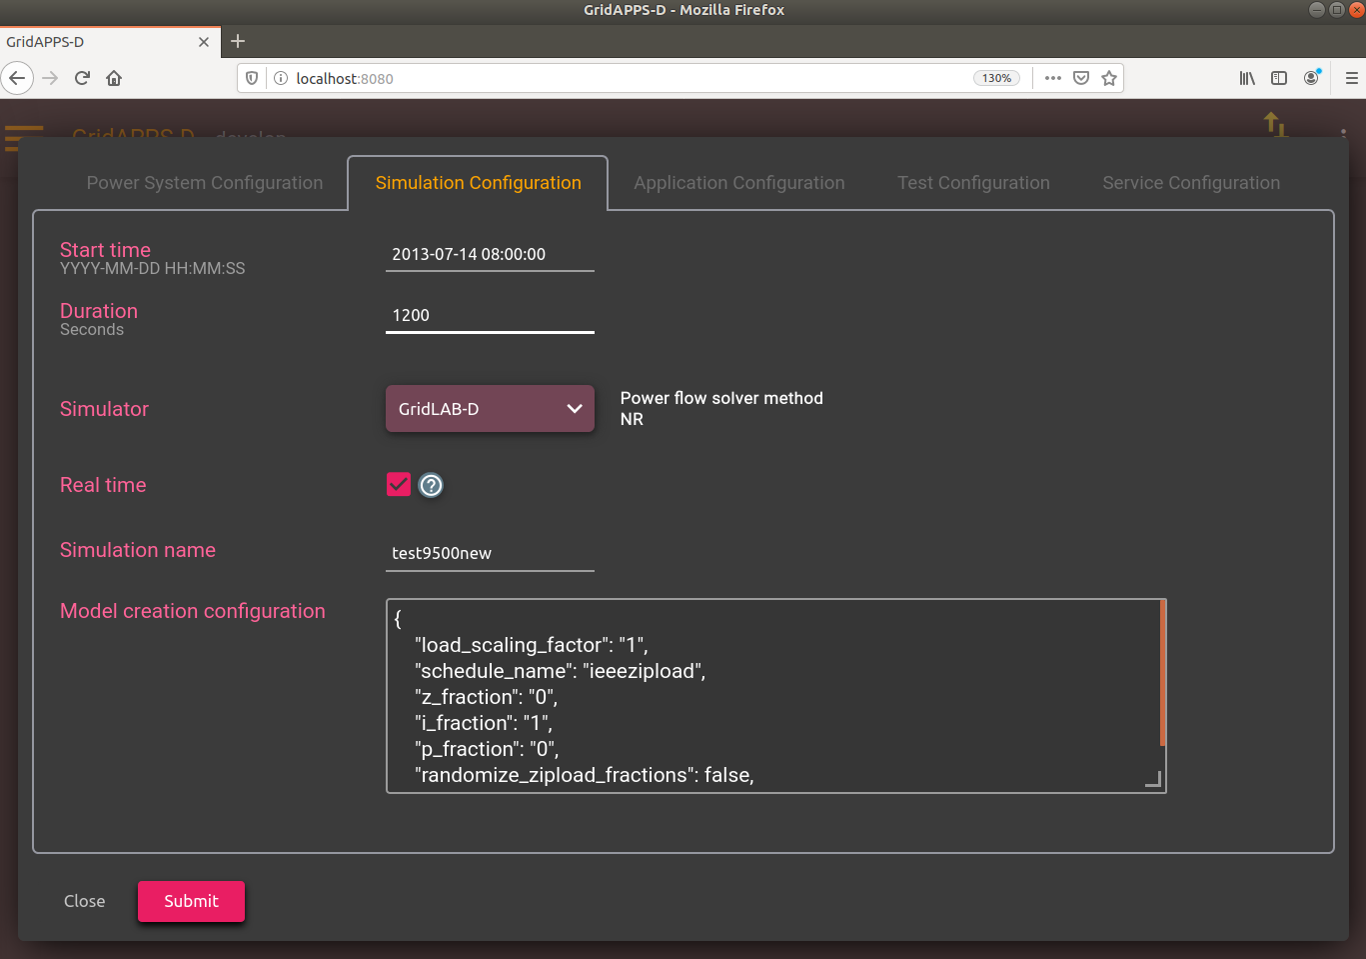 GridAPPS-D - Mozilla Firefox
GridAPPS-D
localhost:8080
130%
GridAPPS-D develop
Power System Configuration
Simulation Configuration
Application Configuration
Test Configuration
Service Configuration
Start time
YYYY-MM-DD HH:MM:SS
2013-07-14 08:00:00
Duration
Seconds
1200
Simulator
GridLAB-D
Power flow solver method
NR
Real time
Simulation name
test9500new
Model creation configuration
{
"load_scaling_factor": "1",
"schedule_name": "ieeezipload",
"z_fraction": "0",
"i_fraction": "1",
"p_fraction": "0",
"randomize_zipload_fractions": false,
Close
Submit